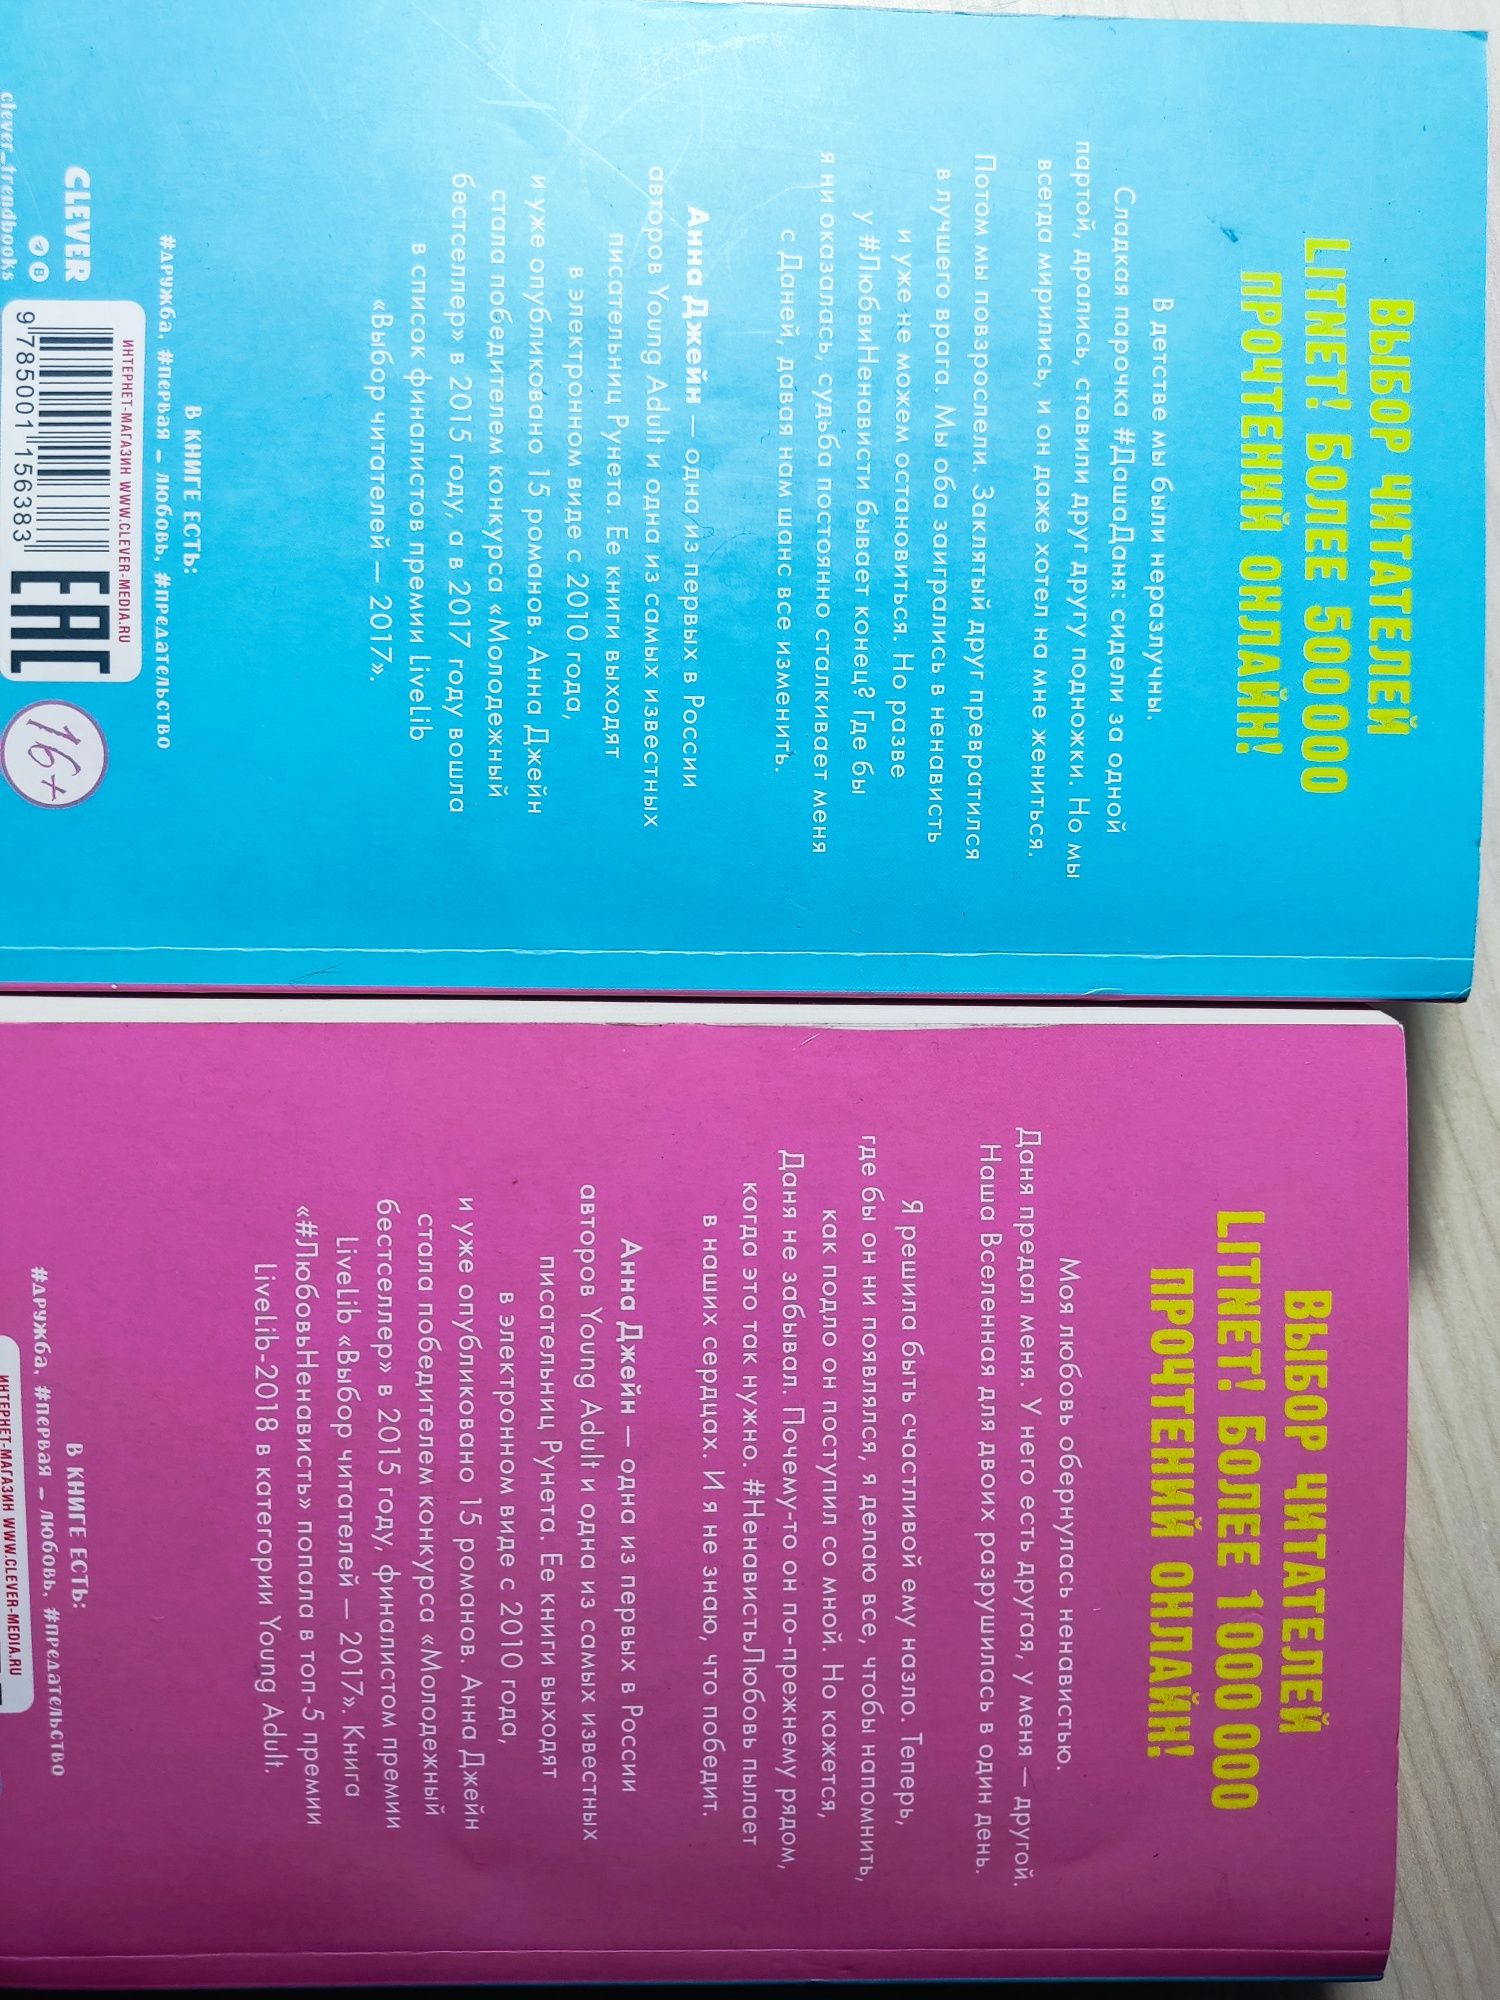 ВЫБОР ЧИТАТЕЛЕЙ
LITNET! БОЛЕЕ 500 000
ПРОЧТЕНИЙ ОНЛАЙН!
В детстве мы были неразлучны.
Сладкая парочка #ДашаДаня: сидели за одной
партой, дрались, ставили друг другу подножки. Но мы
всегда мирились, и он даже хотел на мне жениться.
Потом мы повзрослели. Заклятый друг превратился
в лучшего врага. Мы оба заигрались в ненависть
и уже не можем остановиться. Но разве
у #ЛюбвиНенависти бывает конец? Где бы
я ни оказалась, судьба постоянно сталкивает меня
с Даней, давая нам шанс все изменить.
Анна Джейн — одна из первых в России
авторов Young Adult и одна из самых известных
писательниц Рунета. Ее книги выходят
в электронном виде с 2010 года,
и уже опубликовано 15 романов. Анна Джейн
стала победителем конкурса «Молодежный
бестселлер» в 2015 году, а в 2017 году вошла
в список финалистов премии LiveLib
«Выбор читателей — 2017».
В КНИГЕ ЕСТЬ:
#дружба, #первая – любовь, #предательство
CLEVER
clever_trendbooks
ИНТЕРНЕТ-МАГАЗИН WWW.CLEVER-MEDIA.RU
9 785001 156383
EAC
16+
ВЫБОР ЧИТАТЕЛЕЙ
LITNET! БОЛЕЕ 1 000 000
ПРОЧТЕНИЙ ОНЛАЙН!
Моя любовь обернулась ненавистью.
Даня предал меня. У него есть другая, у меня — другой.
Наша Вселенная для двоих разрушилась в один день.
Я решила быть счастливой ему назло. Теперь,
где бы он ни появлялся, я делаю все, чтобы напомнить,
как подло он поступил со мной. Но кажется,
Даня не забывал. Почему-то он по-прежнему рядом,
когда это так нужно. #НенавистьЛюбовь пылает
в наших сердцах. И я не знаю, что победит.
Анна Джейн — одна из первых в России
авторов Young Adult и одна из самых известных
писательниц Рунета. Ее книги выходят
в электронном виде с 2010 года,
и уже опубликовано 15 романов. Анна Джейн
стала победителем конкурса «Молодежный
бестселлер» в 2015 году, финалистом премии
LiveLib «Выбор читателей — 2017». Книга
«#ЛюбовьНенависть» попала в топ-5 премии
LiveLib-2018 в категории Young Adult.
В КНИГЕ ЕСТЬ:
#дружба, #первая – любовь, #предательство
ИНТЕРНЕТ-МАГАЗИН WWW.CLEVER-MEDIA.RU